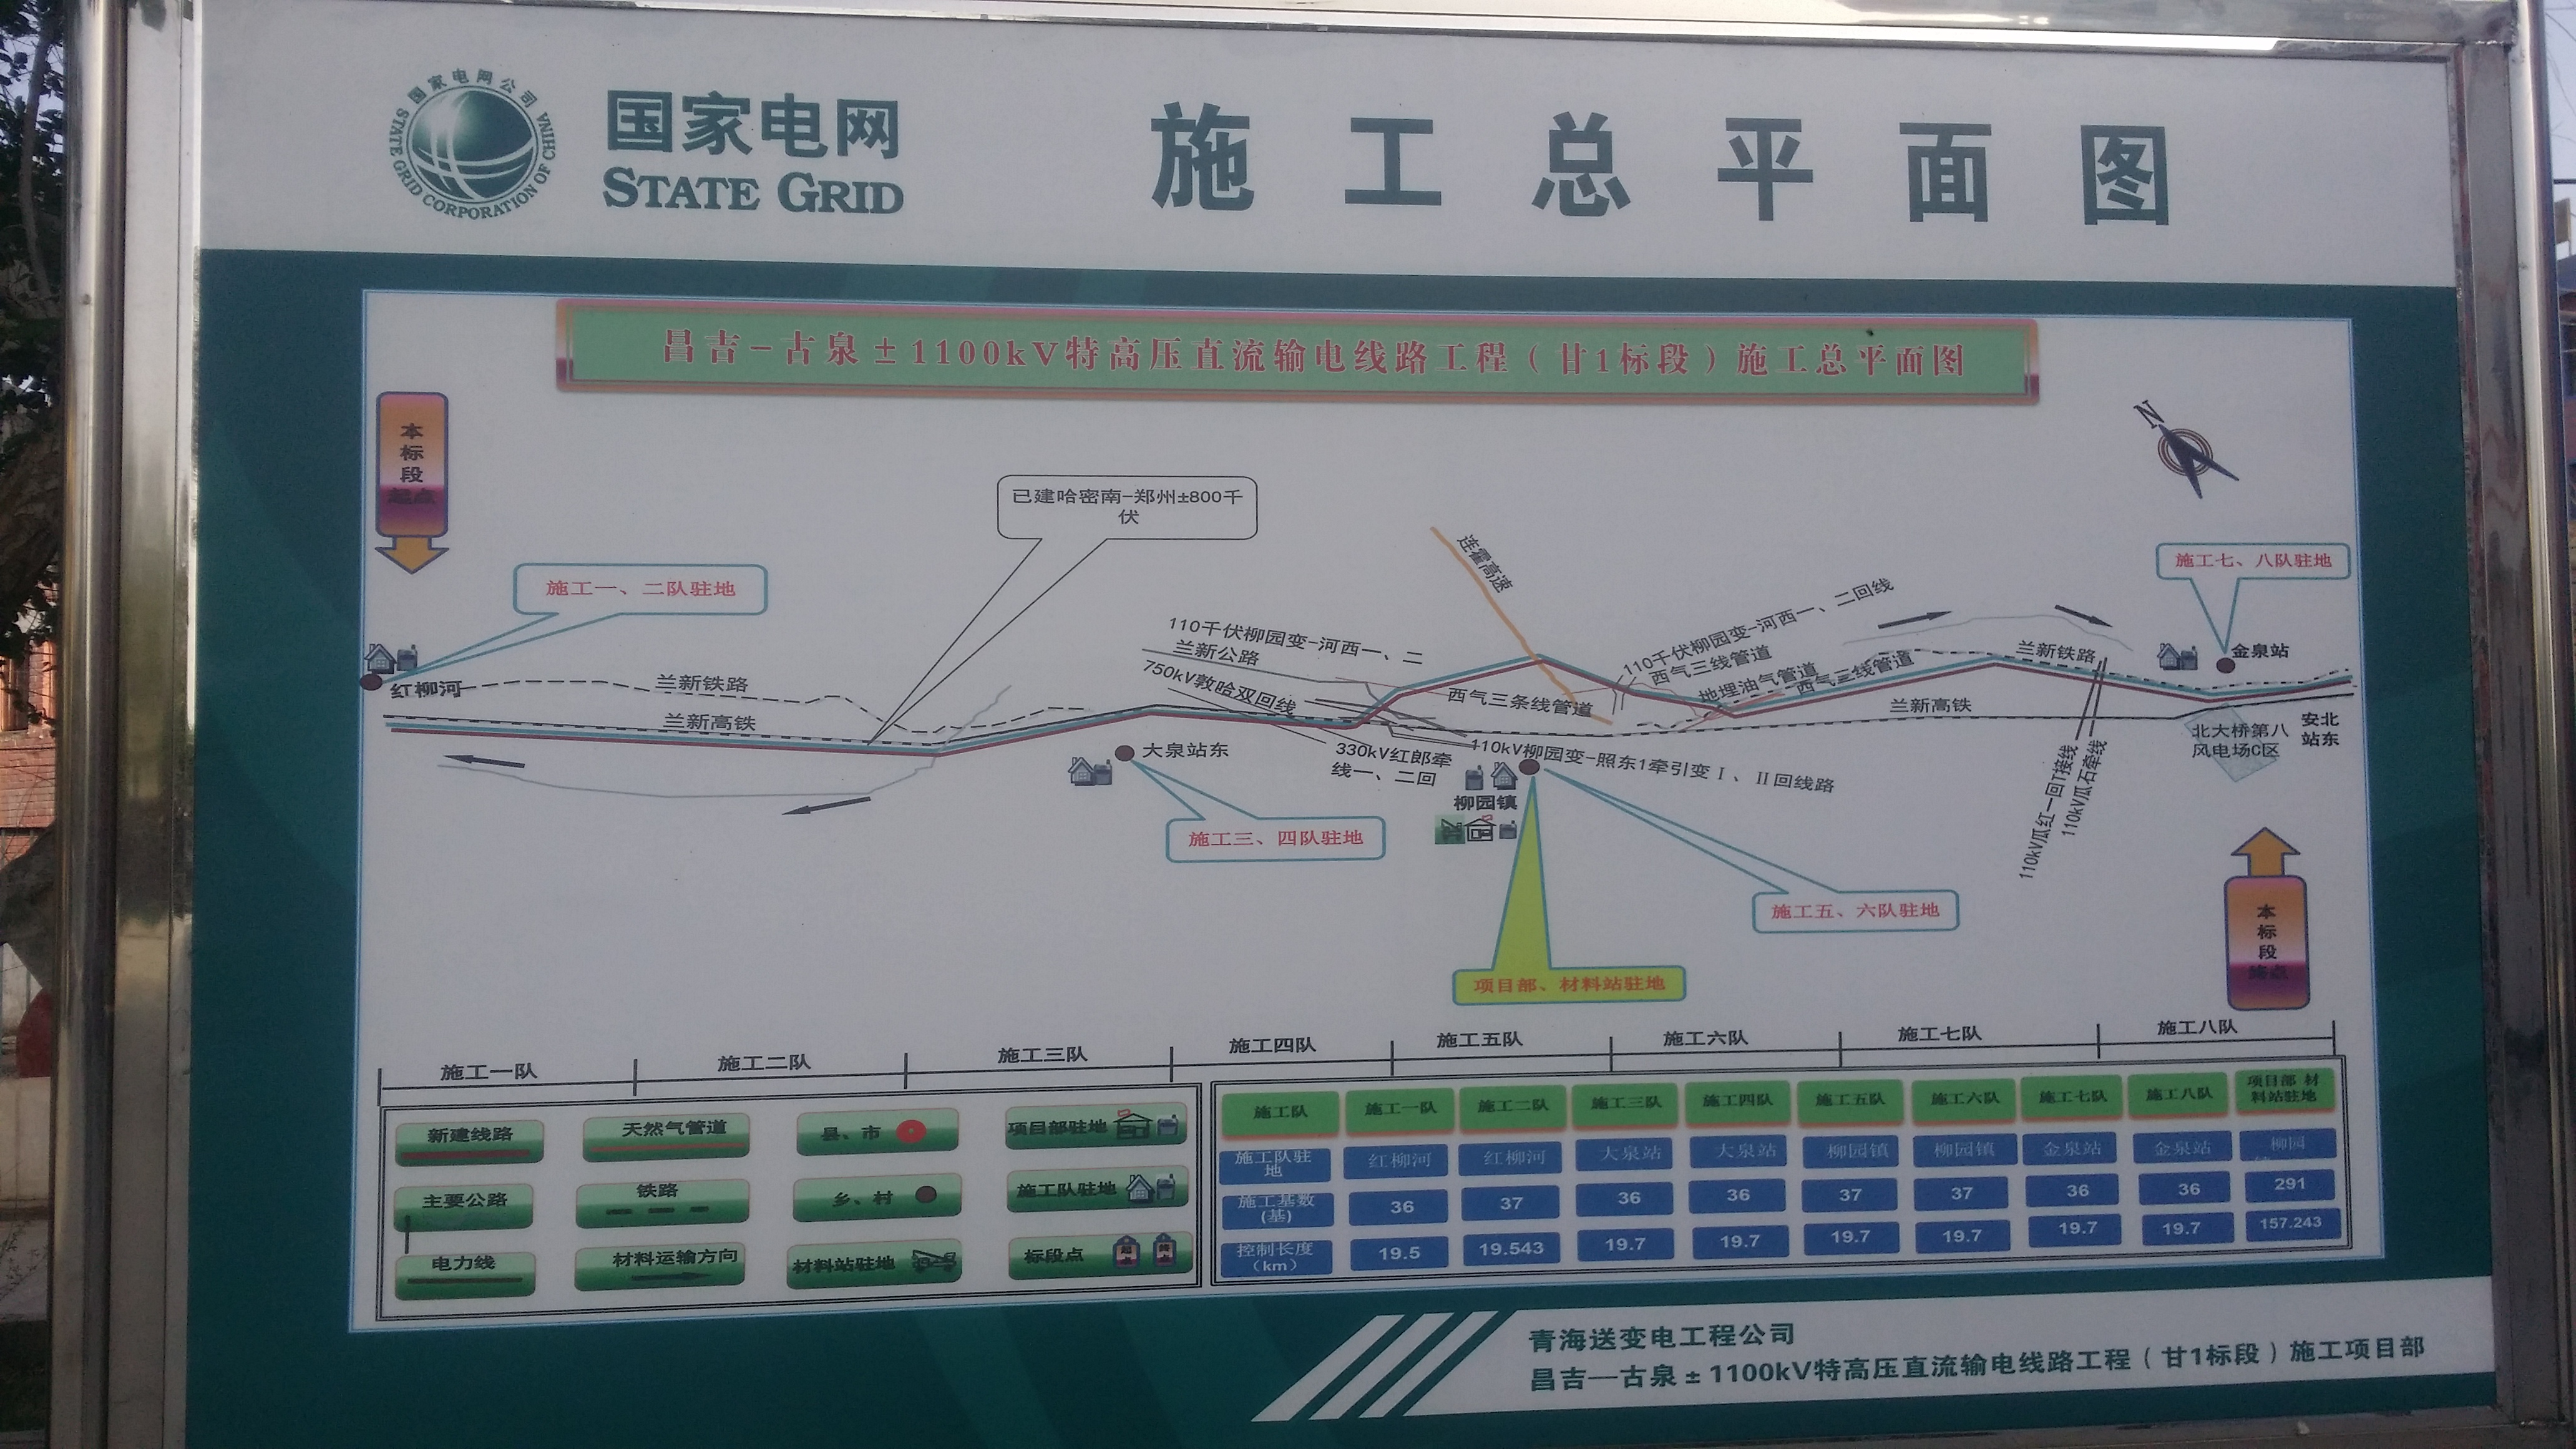 国家电网公司
STATE GRID CORPORATION OF CHINA
国家电网
STATE GRID
施工总平面图
昌吉-古泉±1100kV特高压直流输电线路工程（甘1标段）施工总平面图
本标段起点
N
已建哈密南-郑州±800千
伏
连霍高速
施工一、二队驻地
施工七、八队驻地
红柳河
兰新铁路
兰新高铁
110千伏柳园变-河西一、二
兰新公路
750kV敦哈双回线
西气三条线管道
110千伏柳园变-河西一、二回线
西气三线管道
地埋油气管道
西气三线管道
兰新铁路
金泉站
兰新高铁
大泉站东
330kV红郎牵
线一、二回
110kV柳园变-照东1牵引变Ⅰ、Ⅱ回线路
柳园镇
110kV瓜红一回T接线
110kV瓜石牵线
北大桥第八
风电场C区
安北
站东
施工三、四队驻地
施工五、六队驻地
项目部、材料站驻地
本标段终点
施工一队
施工二队
施工三队
施工四队
施工五队
施工六队
施工七队
施工八队
新建线路
天然气管道
县、市
项目部驻地
主要公路
铁路
乡、村
施工队驻地
电力线
材料运输方向
材料站驻地
标段点
起点
终点
施工队 施工一队 施工二队 施工三队 施工四队 施工五队 施工六队 施工七队 施工八队 项目部 材料站驻地
施工队驻地 红柳河 红柳河 大泉站 大泉站 柳园镇 柳园镇 金泉站 金泉站 柳园
施工基数(基) 36 37 36 36 37 37 36 36 291
控制长度（km） 19.5 19.543 19.7 19.7 19.7 19.7 19.7 19.7 157.243
青海送变电工程公司
昌吉—古泉±1100kV特高压直流输电线路工程（甘1标段）施工项目部